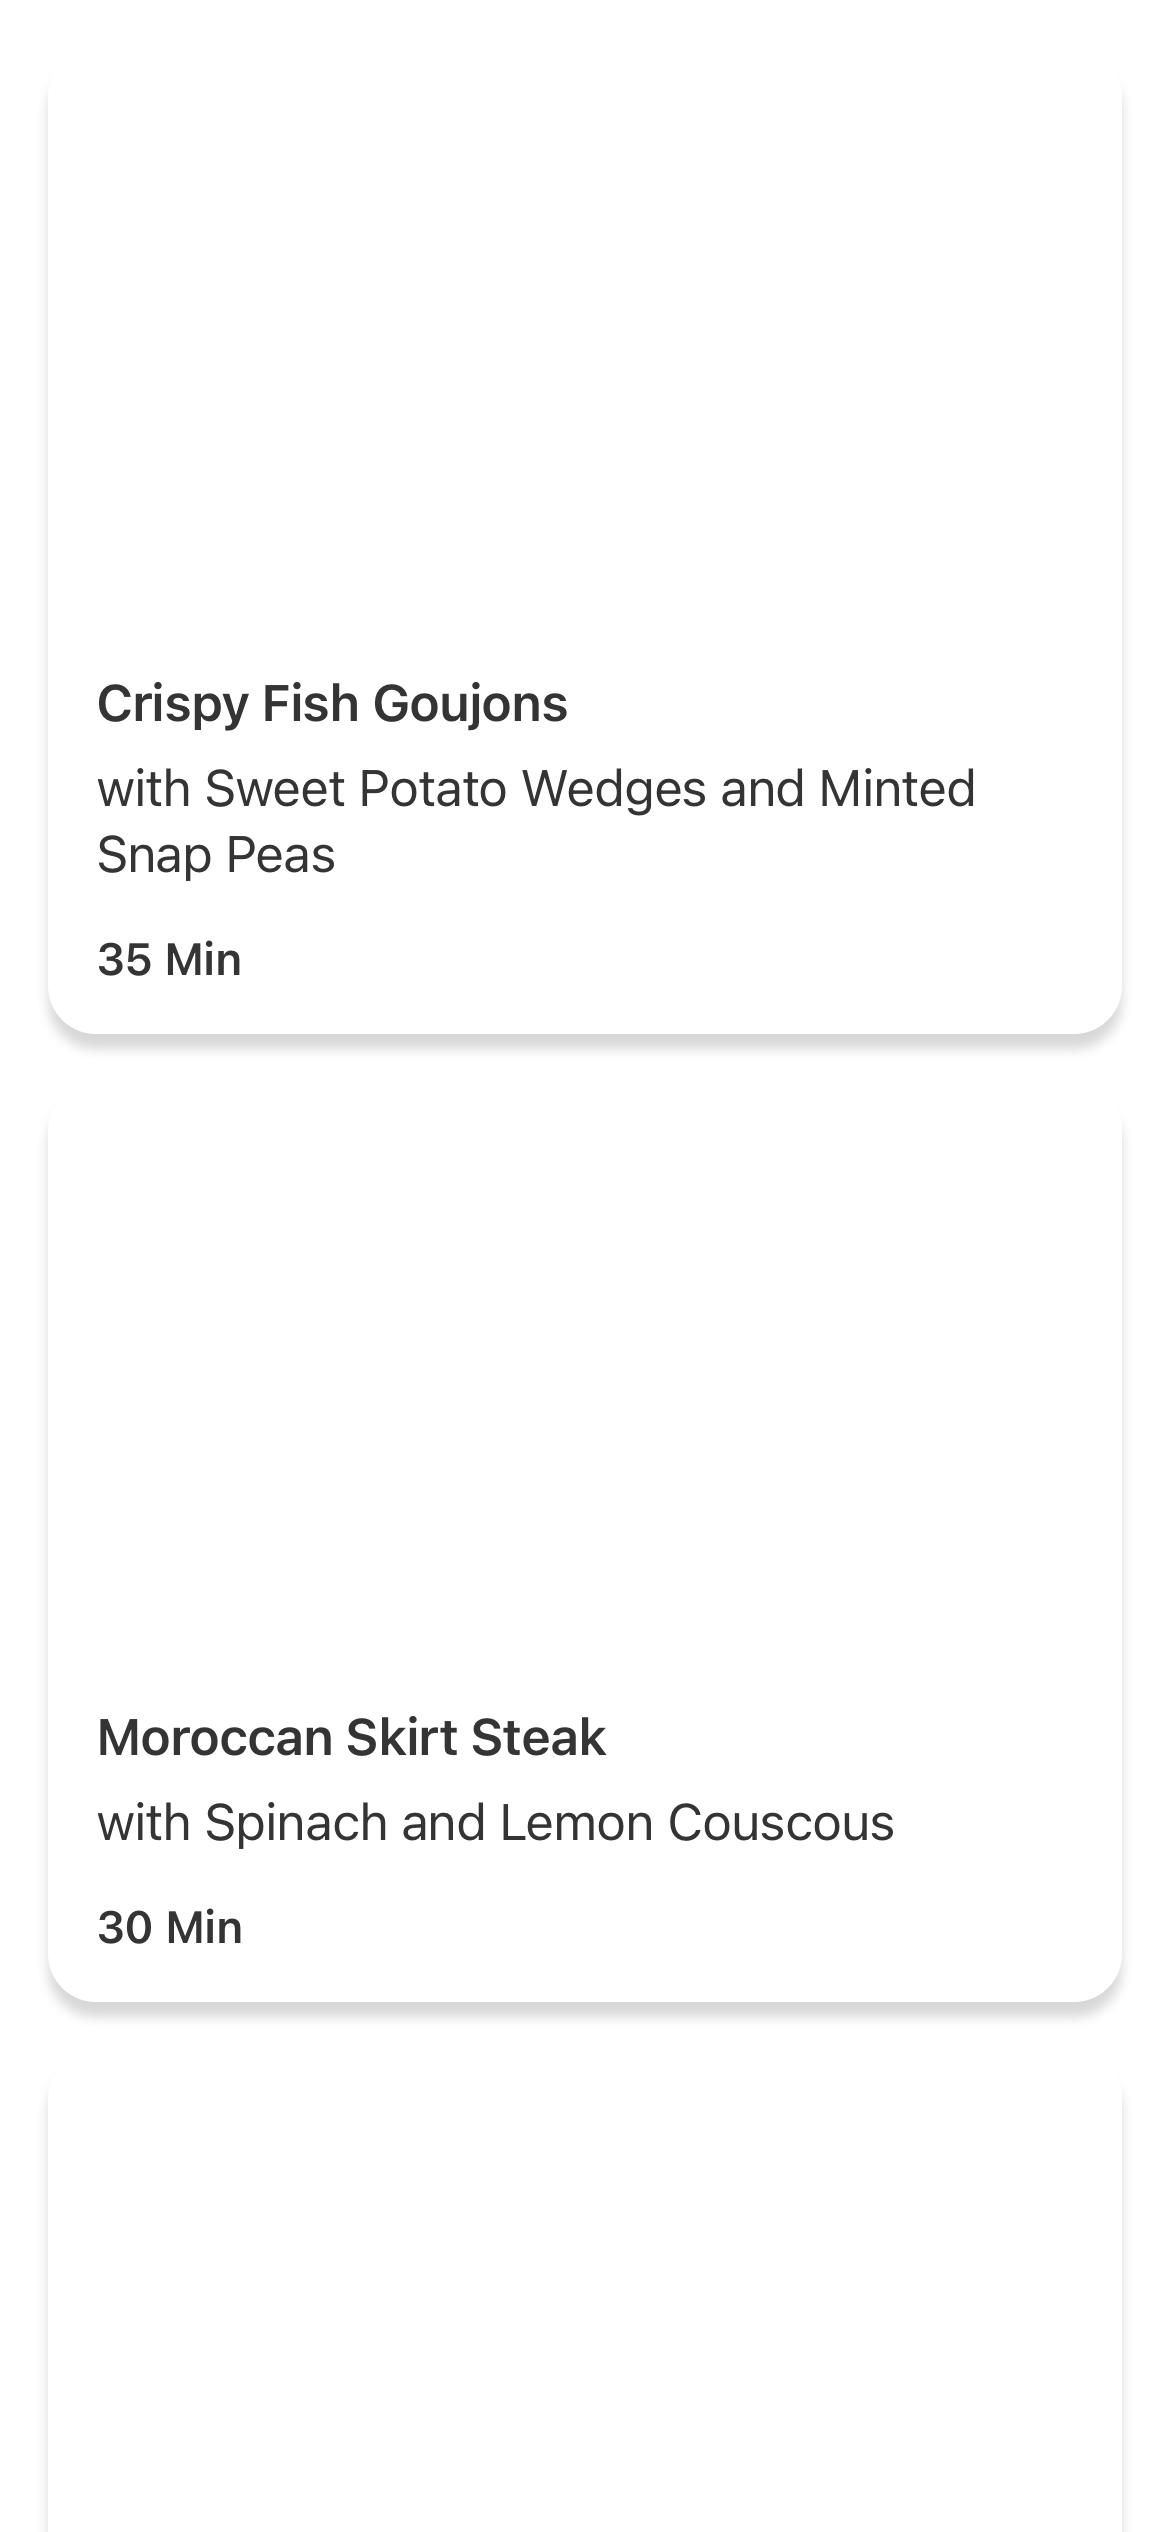 Crispy Fish Goujons
with Sweet Potato Wedges and Minted
Snap Peas
35 Min
Moroccan Skirt Steak
with Spinach and Lemon Couscous
30 Min